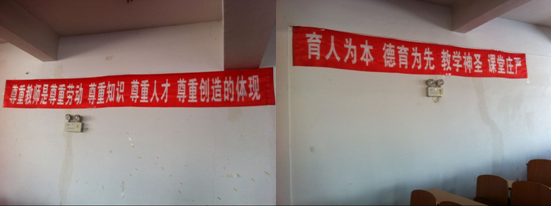 尊重教师是尊重劳动 尊重知识 尊重人才 尊重创造的体现
育人为本 德育为先 教学神圣 课堂庄严